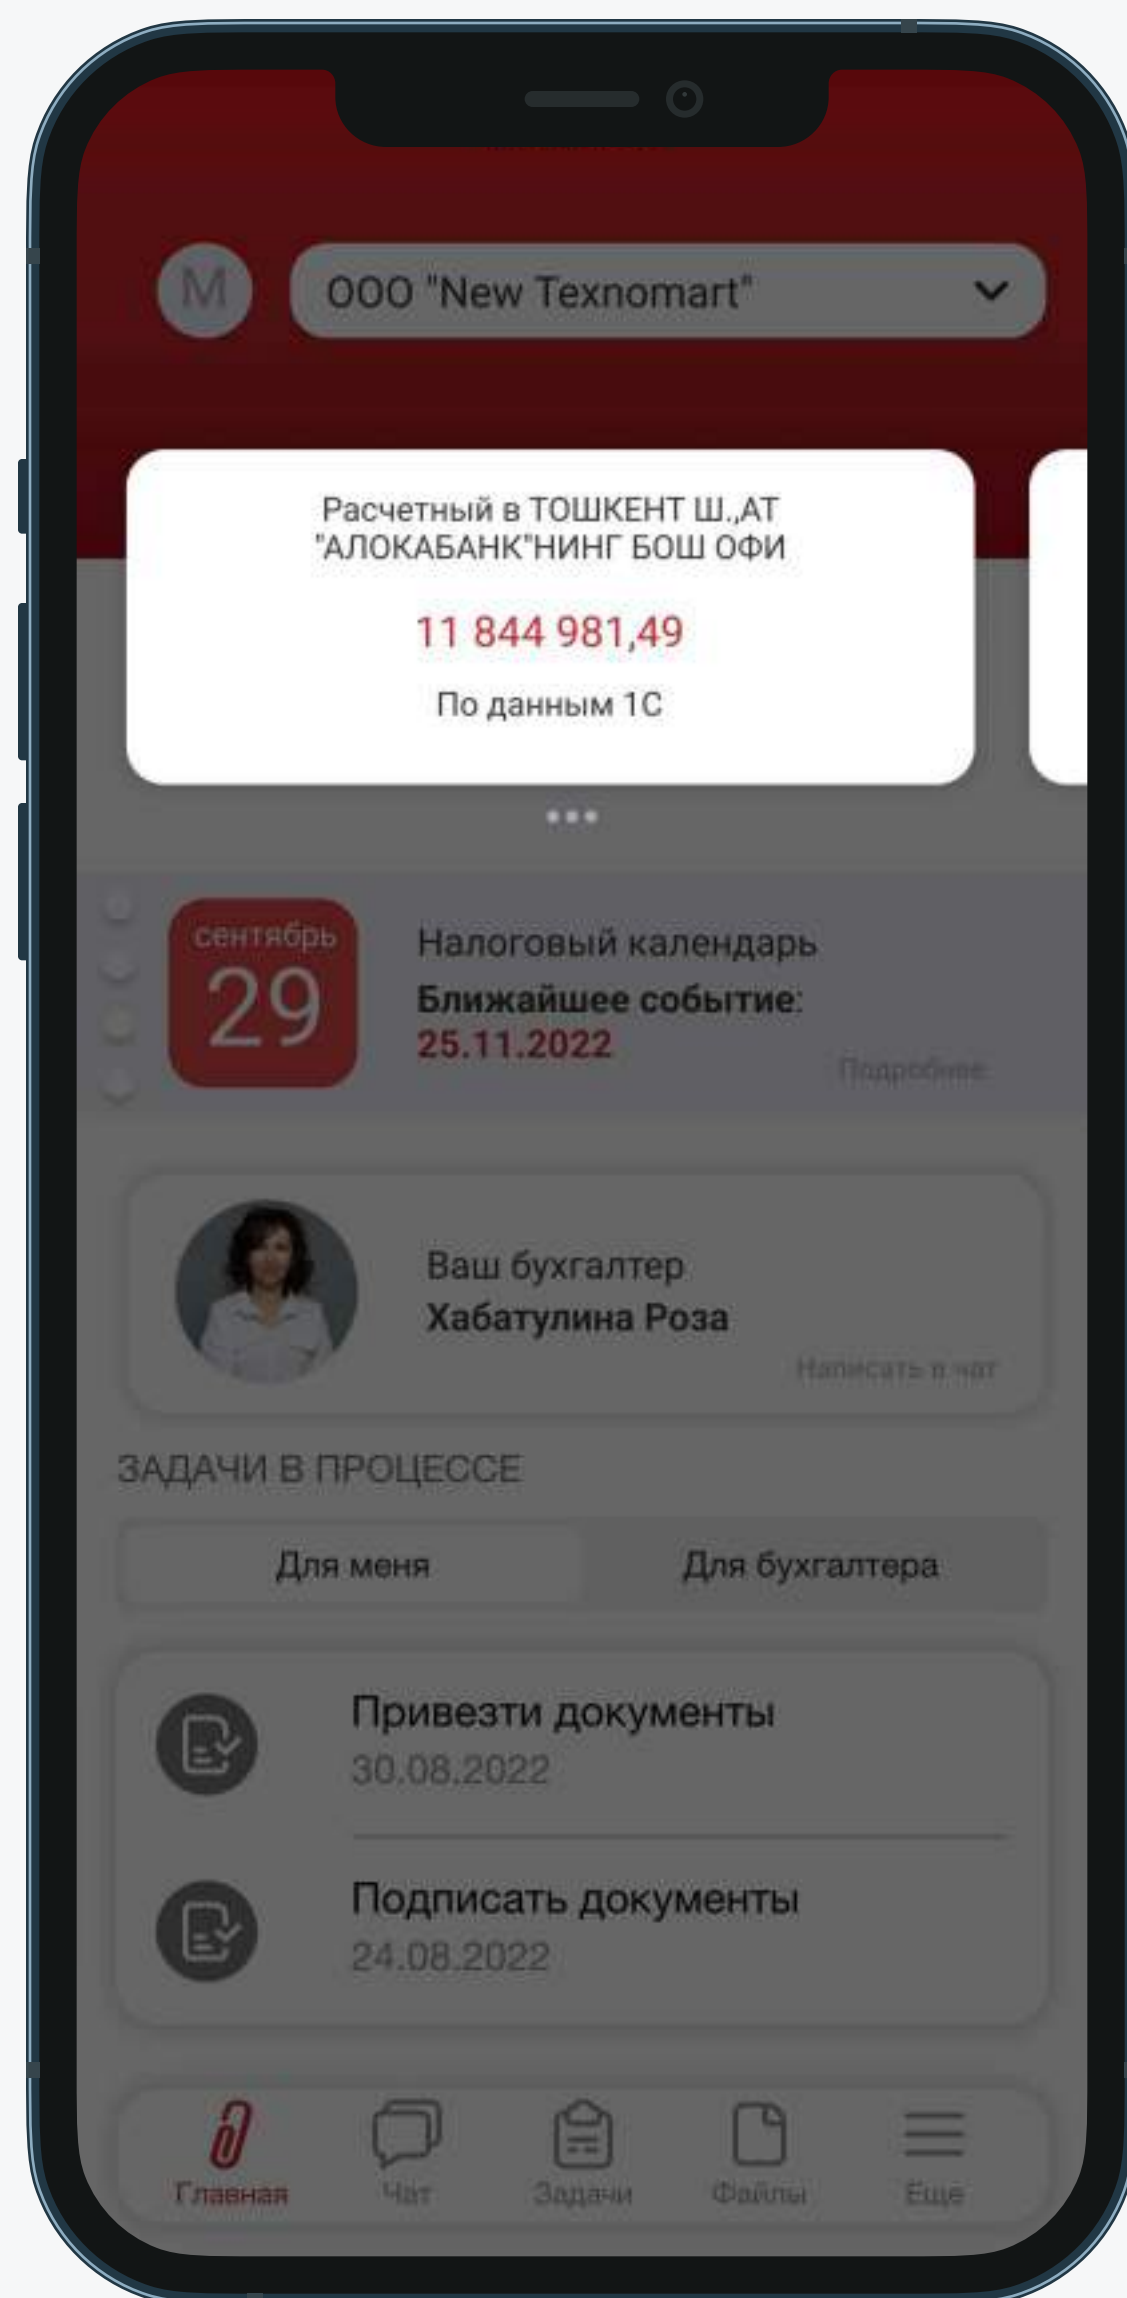 М
ООО "New Texnomart"
Расчетный в ТОШКЕНТ Ш.,АТ
"АЛОКАБАНК"НИНГ БОШ ОФИ
11 844 981,49
По данным 1С
сентябрь
29
Налоговый календарь
Ближайшее событие:
25.11.2022
Подробнее
Ваш бухгалтер
Хабатулина Роза
Написать в чат
ЗАДАЧИ В ПРОЦЕССЕ
Для меня
Для бухгалтера
Привезти документы
30.08.2022
Подписать документы
24.08.2022
Главная
Чат
Задачи
Файлы
Еще